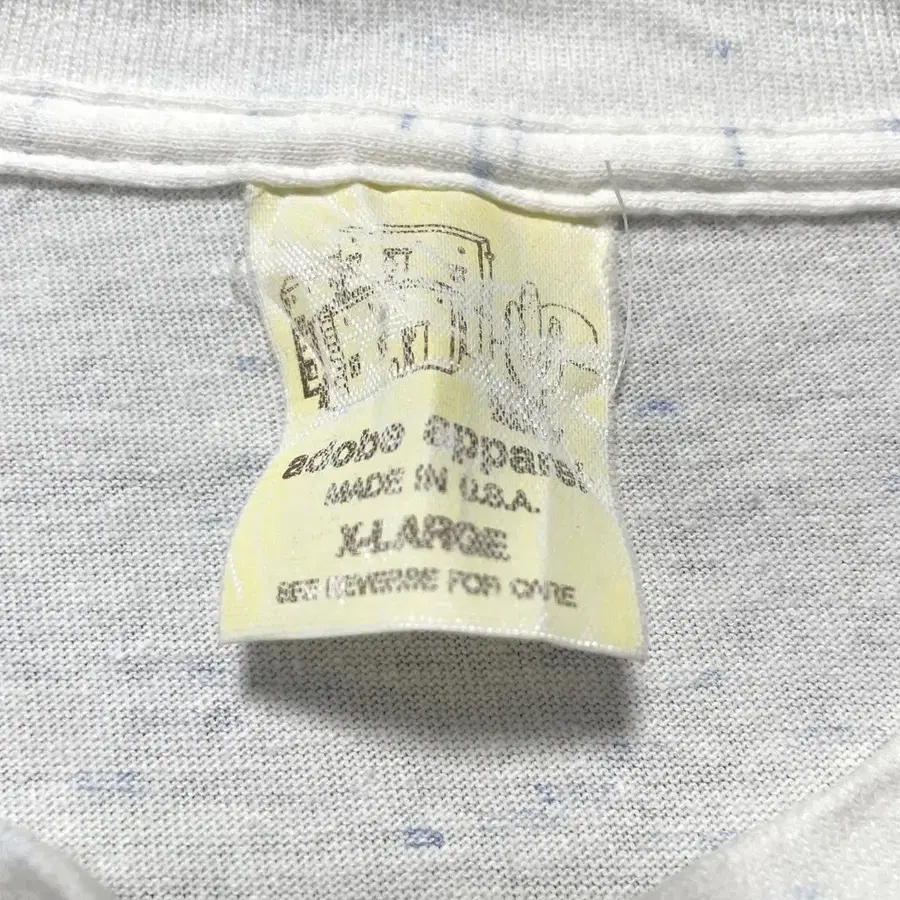 adobe apparel
MADE IN U.S.A.
X-LARGE
SEE REVERSE FOR CARE